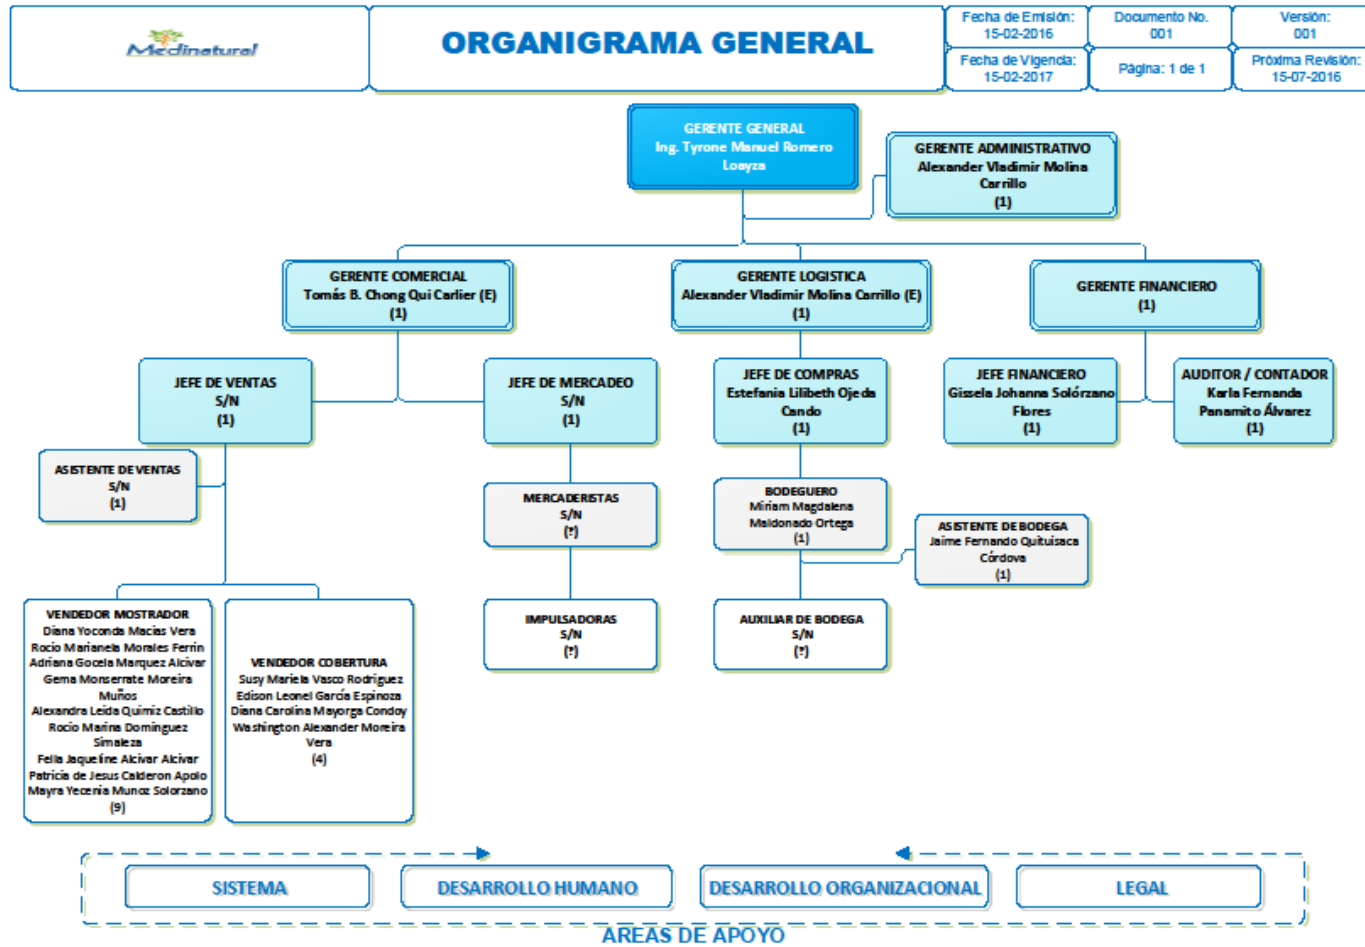 Medinatural
ORGANIGRAMA GENERAL
Fecha de Emisión:
15-02-2016
Documento No.
001
Versión:
001
Fecha de Vigencia:
15-02-2017
Página: 1 de 1
Próxima Revisión:
15-07-2016
GERENTE GENERAL
Ing. Tyrone Manuel Romero
Loayza
GERENTE ADMINISTRATIVO
Alexander Vladimir Molina
Carrillo
(1)
GERENTE COMERCIAL
Tomás B. Chong Qui Carlier (E)
(1)
GERENTE LOGISTICA
Alexander Vladimir Molina Carrillo (E)
(1)
GERENTE FINANCIERO
(1)
JEFE DE VENTAS
S/N
(1)
JEFE DE MERCADEO
S/N
(1)
JEFE DE COMPRAS
Estefania Lilibeth Ojeda
Cando
(1)
JEFE FINANCIERO
Gissela Johanna Solórzano
Flores
(1)
AUDITOR / CONTADOR
Karla Fernanda
Panamito Álvarez
(1)
ASISTENTE DE VENTAS
S/N
(1)
MERCADERISTAS
S/N
(?)
BODEGUERO
Miriam Magdalena
Maldonado Ortega
(1)
ASISTENTE DE BODEGA
Jaime Fernando Quituisaca
Córdova
(1)
VENDEDOR MOSTRADOR
Diana Yoconda Macias Vera
Rocio Marianela Morales Ferrin
Adriana Gocela Marquez Alcivar
Gema Monserrate Moreira
Muños
Alexandra Leida Quimiz Castillo
Rocio Marina Dominguez
Simaleza
Fella Jaqueline Alcivar Alcivar
Patricia de Jesus Calderon Apolo
Mayra Yecenia Munoz Solorzano
(9)
VENDEDOR COBERTURA
Susy Mariela Vasco Rodriguez
Edison Leonel García Espinoza
Diana Carolina Mayorga Condoy
Washington Alexander Moreira
Vera
(4)
IMPULSADORAS
S/N
(?)
AUXILIAR DE BODEGA
S/N
(?)
SISTEMA
DESARROLLO HUMANO
DESARROLLO ORGANIZACIONAL
LEGAL
AREAS DE APOYO